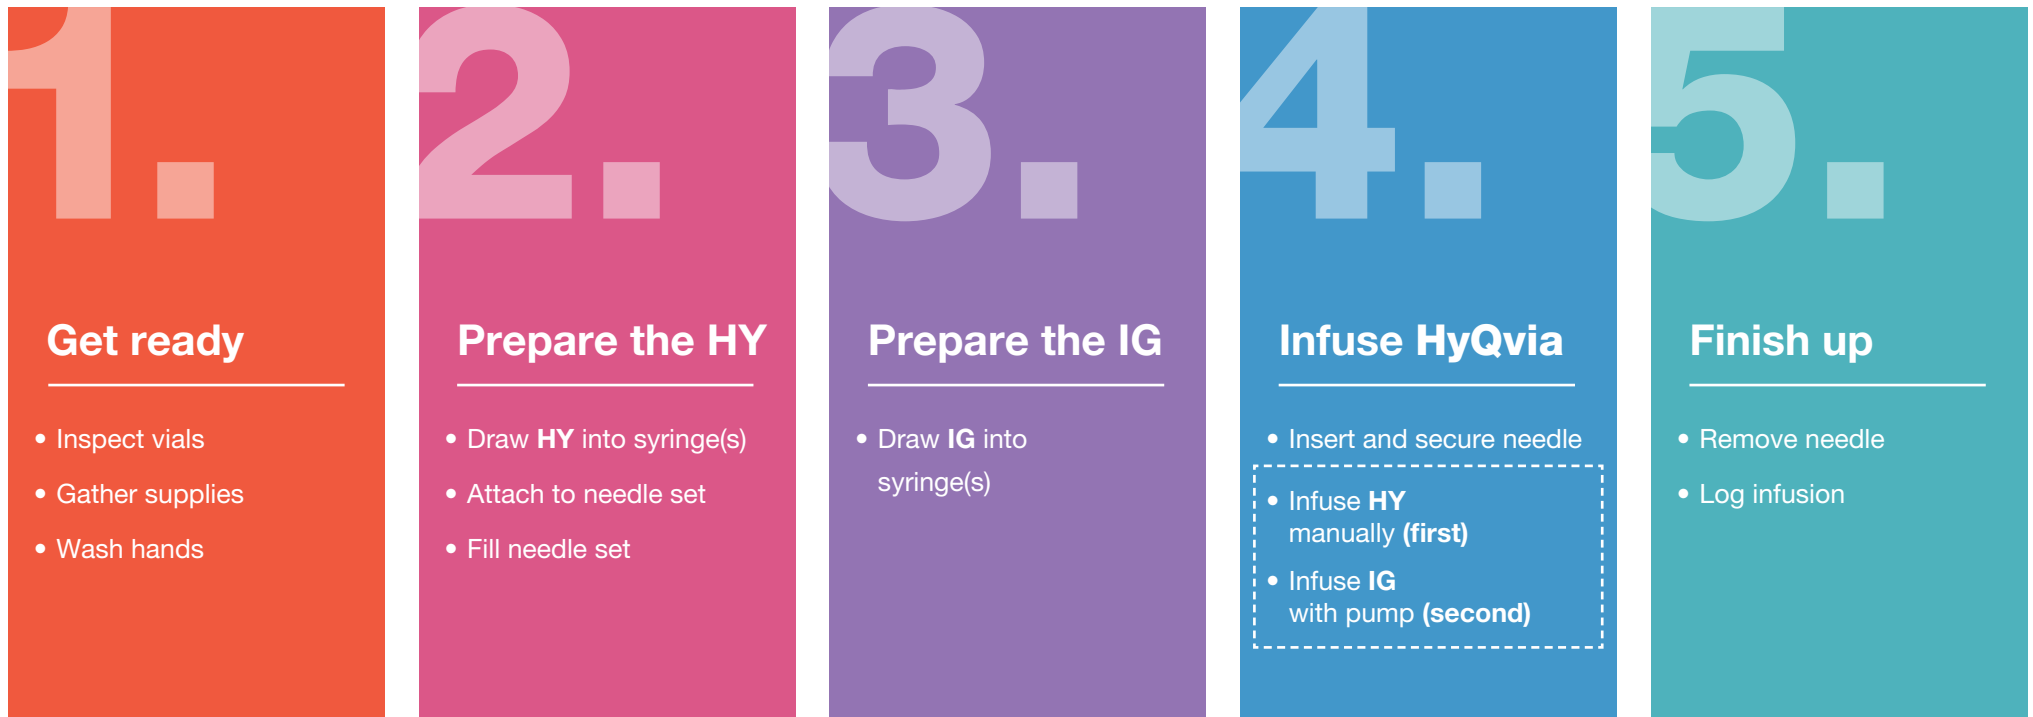 1.
Get ready
• Inspect vials
• Gather supplies
• Wash hands
2.
Prepare the HY
• Draw HY into syringe(s)
• Attach to needle set
• Fill needle set
3.
Prepare the IG
• Draw IG into
syringe(s)
4.
Infuse HyQvia
• Insert and secure needle
• Infuse HY
manually (first)
• Infuse IG
with pump (second)
5.
Finish up
• Remove needle
• Log infusion